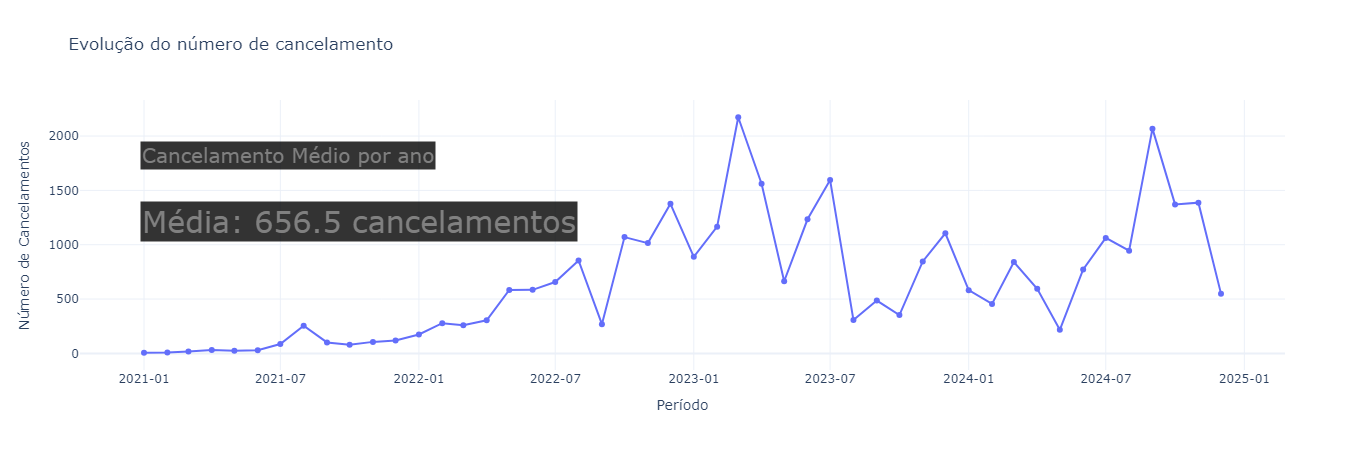 Evolução do número de cancelamento
Cancelamento Médio por ano
Média: 656.5 cancelamentos
Número de Cancelamentos
2000
1500
1000
500
0
2021-01
2021-07
2022-01
2022-07
2023-01
2023-07
2024-01
2024-07
2025-01
Período